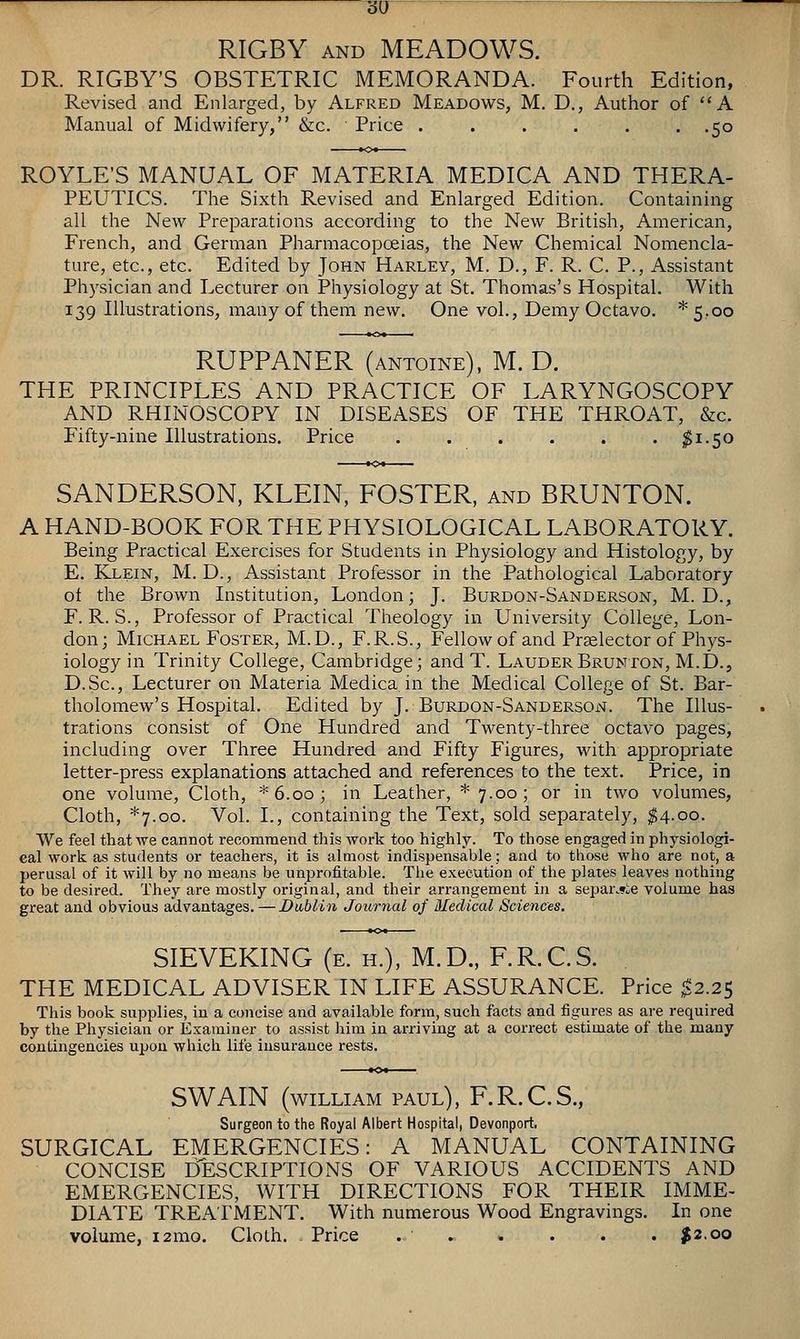 30
RIGBY AND MEADOWS.
DR. RIGBY'S OBSTETRIC MEMORANDA. Fourth Edition,
Revised and Enlarged, by Alfred Meadows, M. D., Author of "A
Manual of Midwifery," &c. Price . . . . . . .50
ROYLE'S MANUAL OF MATERIA MEDICA AND THERA-
PEUTICS. The Sixth Revised and Enlarged Edition. Containing
all the New Preparations according to the New British, American,
French, and German Pharmacopœias, the New Chemical Nomencla-
ture, etc., etc. Edited by John Harley, M. D., F. R. C. P., Assistant
Physician and Lecturer on Physiology at St. Thomas's Hospital. With
139 Illustrations, many of them new. One vol., Demy Octavo. * 5.00
RUPPANER (ANTOINE), M. D.
THE PRINCIPLES AND PRACTICE OF LARYNGOSCOPY
AND RHINOSCOPY IN DISEASES OF THE THROAT, &c.
Fifty-nine Illustrations. Price . . . . . . $1.50
SANDERSON, KLEIN, FOSTER, AND BRUNTON.
A HAND-BOOK FOR THE PHYSIOLOGICAL LABORATORY.
Being Practical Exercises for Students in Physiology and Histology, by
E. Klein, M. D., Assistant Professor in the Pathological Laboratory
of the Brown Institution, London; J. Burdon-Sanderson, M. D.,
F. R. S., Professor of Practical Theology in University College, Lon-
don; Michael Foster, M.D., F.R.S., Fellow of and Prælector of Phys-
iology in Trinity College, Cambridge; and T. Lauder Brunton, M.D.,
D.Sc., Lecturer on Materia Medica in the Medical College of St. Bar-
tholomew's Hospital. Edited by J. Burdon-Sanderson. The Illus-
trations consist of One Hundred and Twenty-three octavo pages,
including over Three Hundred and Fifty Figures, with appropriate
letter-press explanations attached and references to the text. Price, in
one volume, Cloth, * 6.00; in Leather, * 7.00; or in two volumes,
Cloth, *7.00. Vol. I., containing the Text, sold separately, $4.00.
We feel that we cannot recommend this work too highly. To those engaged in physiologi-
cal work as students or teachers, it is almost indispensable; and to those who are not, a
perusal of it will by no means be unprofitable. The execution of the plates leaves nothing
to be desired. They are mostly original, and their arrangement in a separate volume has
great and obvious advantages.—Dublin Journal of Medical Sciences.
SIEVEKING (E. H.), M.D., F.R.C.S.
THE MEDICAL ADVISER IN LIFE ASSURANCE. Price $2.25
This book supplies, in a concise and available form, such facts and figures as are required
by the Physician or Examiner to assist him in arriving at a correct estimate of the many
contingencies upon which life insurance rests.
SWAIN (WILLIAM PAUL), F.R.C.S.,
Surgeon to the Royal Albert Hospital, Devonport.
SURGICAL EMERGENCIES: A MANUAL CONTAINING
CONCISE DESCRIPTIONS OF VARIOUS ACCIDENTS AND
EMERGENCIES, WITH DIRECTIONS FOR THEIR IMME-
DIATE TREATMENT. With numerous Wood Engravings. In one
volume, 12mo. Cloth. Price . . . . . . $2.00